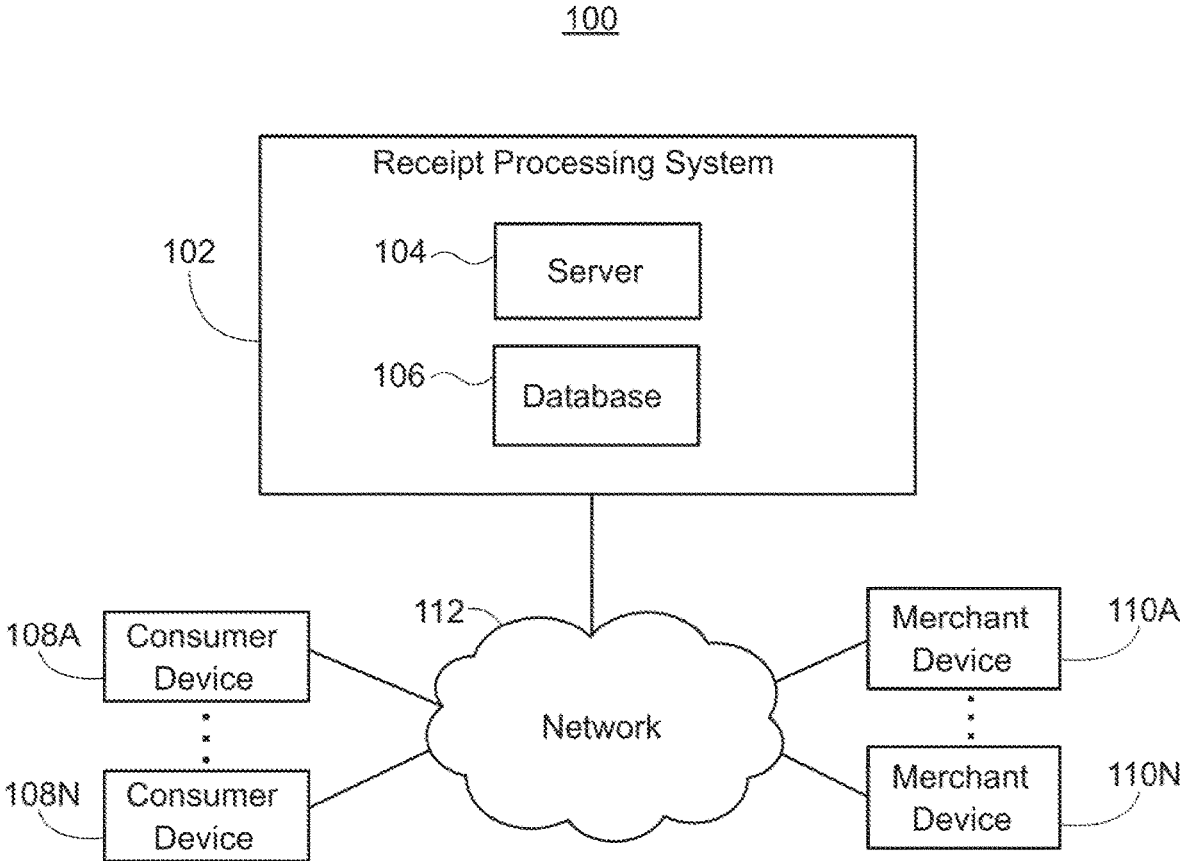 100
Receipt Processing System
102
104
Server
106
Database
112
108A
Consumer
Device
Merchant
Device
110A
Network
108N
Consumer
Device
Merchant
Device
110N